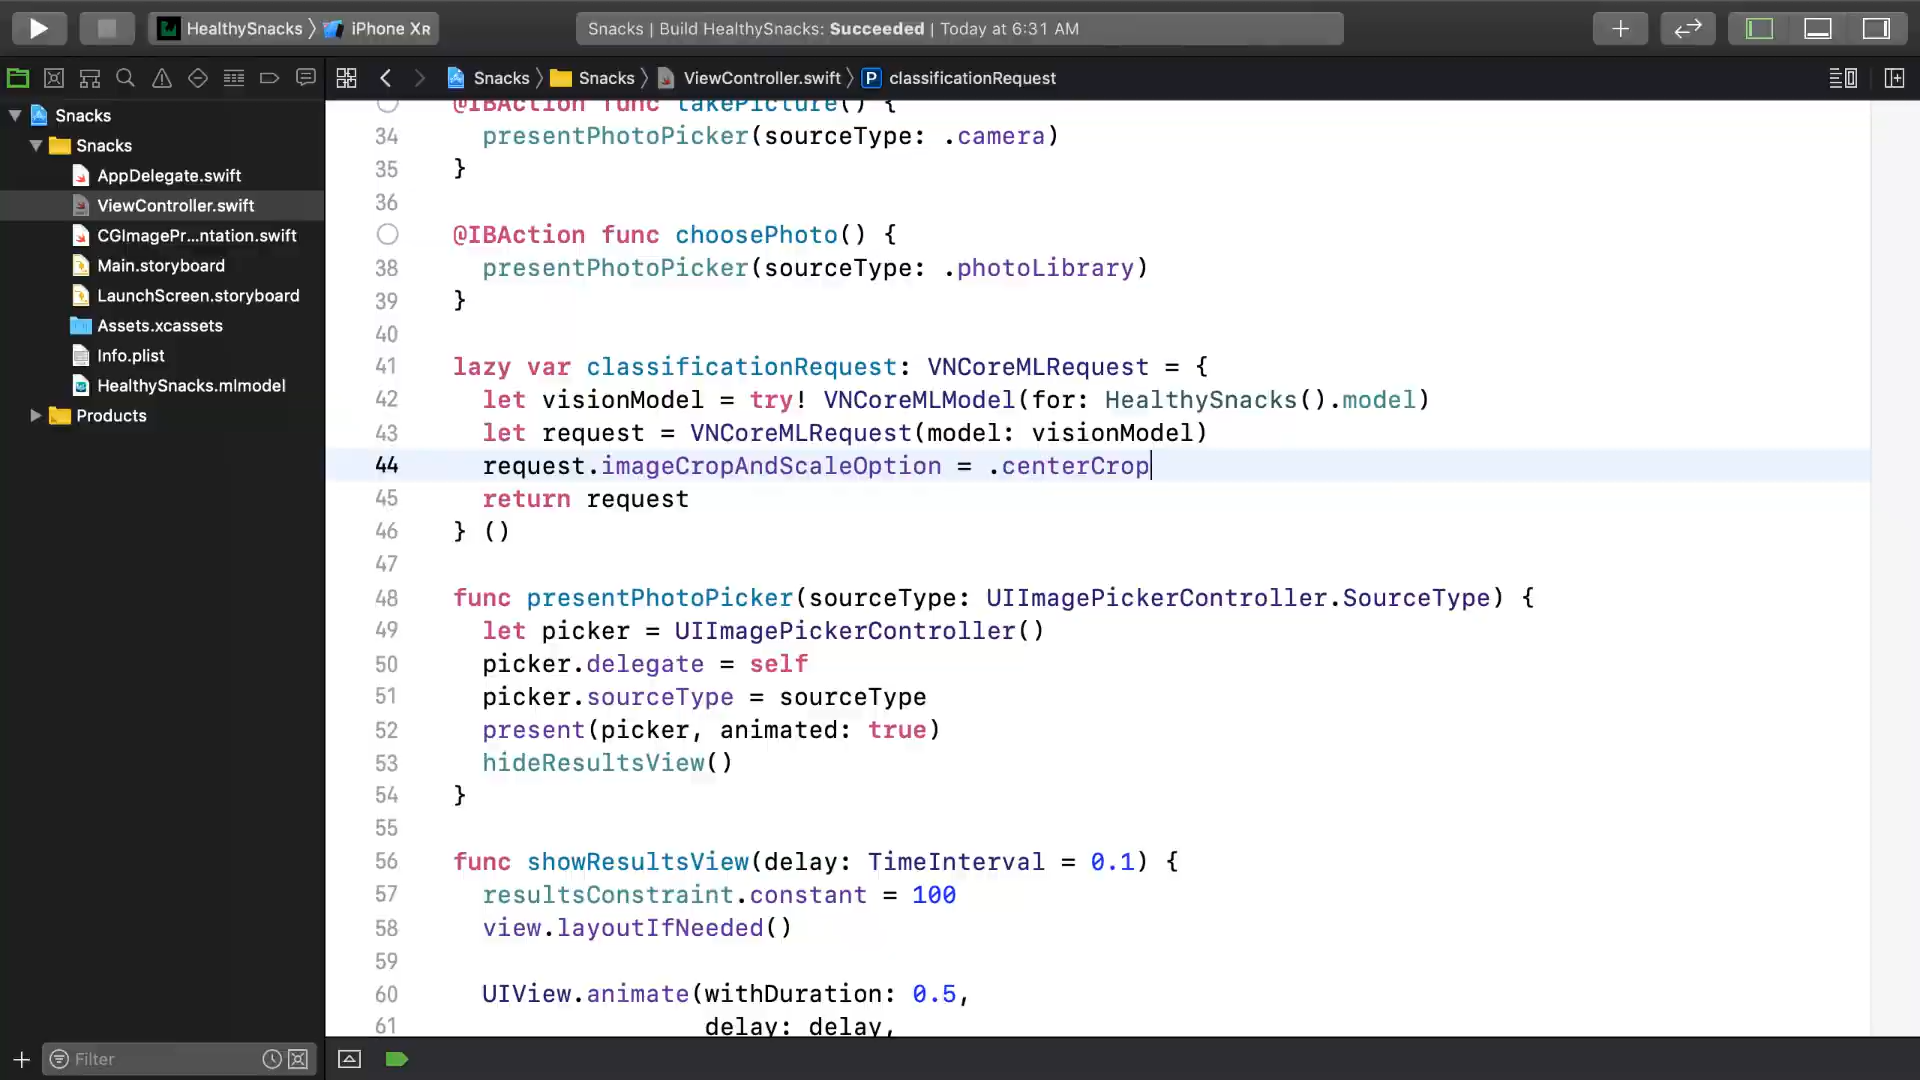 HealthySnacks
iPhone XR
Snacks | Build HealthySnacks: Succeeded | Today at 6:31 AM
Snacks
Snacks
ViewController.swift
P
classificationRequest
Snacks
Snacks
AppDelegate.swift
ViewController.swift
CGImagePr...ntation.swift
Main.storyboard
LaunchScreen.storyboard
Assets.xcassets
Info.plist
HealthySnacks.mlmodel
Products
Filter
@IBAction func takePicture() {
34 presentPhotoPicker(sourceType: .camera)
35 }
36
@IBAction func choosePhoto() {
38 presentPhotoPicker(sourceType: .photoLibrary)
39 }
40
41 lazy var classificationRequest: VNCoreMLRequest = {
42 let visionModel = try! VNCoreMLModel(for: HealthySnacks().model)
43 let request = VNCoreMLRequest(model: visionModel)
44 request.imageCropAndScaleOption = .centerCrop
45 return request
46 } ()
47
48 func presentPhotoPicker(sourceType: UIImagePickerController.SourceType) {
49 let picker = UIImagePickerController()
50 picker.delegate = self
51 picker.sourceType = sourceType
52 present(picker, animated: true)
53 hideResultsView()
54 }
55
56 func showResultsView(delay: TimeInterval = 0.1) {
57 resultsConstraint.constant = 100
58 view.layoutIfNeeded()
59
60 UIView.animate(withDuration: 0.5,
61 delay: delay,